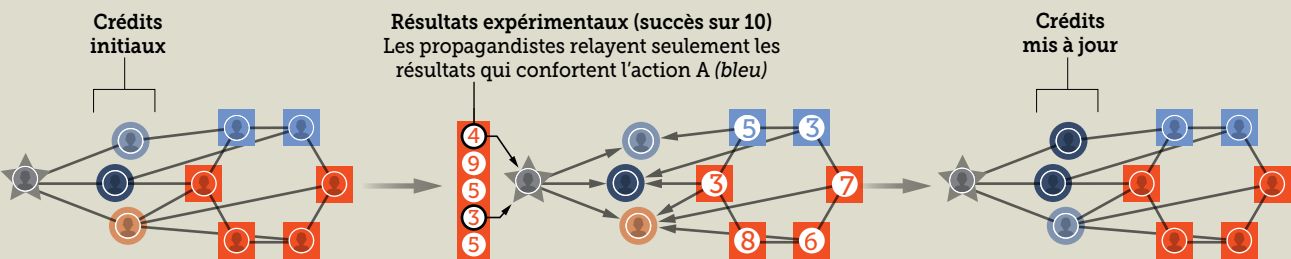 Crédits
initiaux
Résultats expérimentaux (succès sur 10)
Les propagandistes relayent seulement les
résultats qui confortent l'action A (bleu)
Crédits
mis à jour
4
9
5
3
5
5
3
3
7
8
6